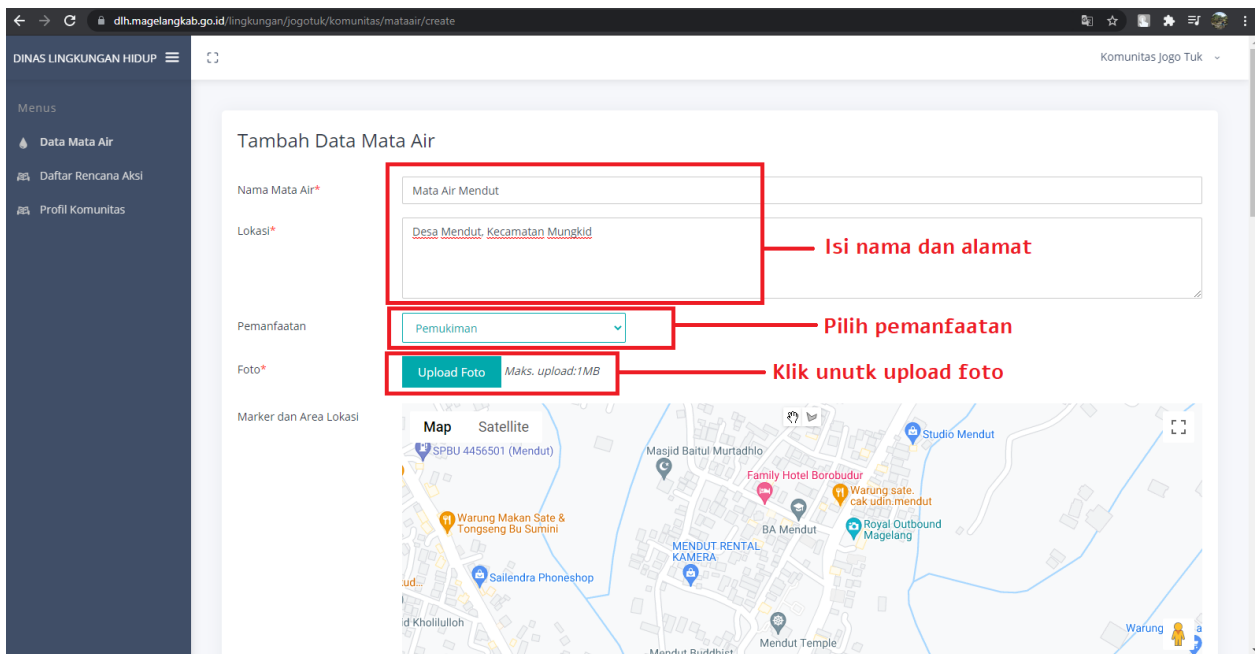 dlh.magelangkab.go.id/lingkungan/jogotuk/komunitas/mataair/create
DINAS LINGKUNGAN HIDUP
Komunitas Jogo Tuk
Menus
Data Mata Air
Daftar Rencana Aksi
Profil Komunitas
Tambah Data Mata Air
Nama Mata Air*
Mata Air Mendut
Lokasi*
Desa Mendut, Kecamatan Mungkid
Isi nama dan alamat
Pemanfaatan
Pemukiman
Pilih pemanfaatan
Foto*
Upload Foto
Maks. upload:1MB
Klik unutk upload foto
Marker dan Area Lokasi
Map
Satellite
Studio Mendut
SPBU 4456501 (Mendut)
Masjid Baitul Murtadhlo
Family Hotel Borobudur
Warung sate.
cak udin.mendut
Warung Makan Sate &
Tongseng Bu Sumini
BA Mendut
Royal Outbound
Magelang
MENDUT RENTAL
KAMERA
Sailendra Phoneshop
ud...
d Kholilulloh
Mendut Temple
Mendut Buddhist
Warung